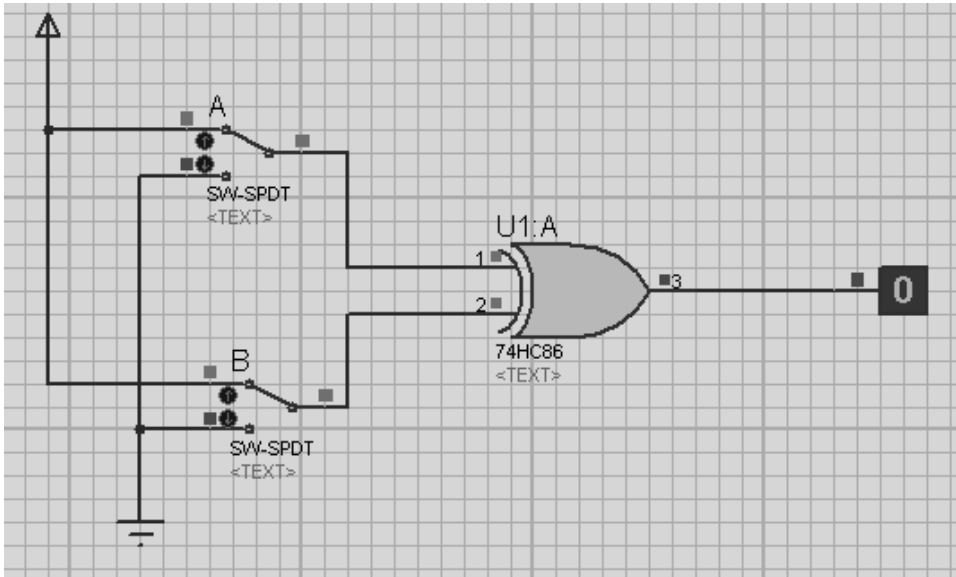 A
SW-SPDT
<TEXT>
U1:A
1
2
3
0
74HC86
<TEXT>
B
SW-SPDT
<TEXT>